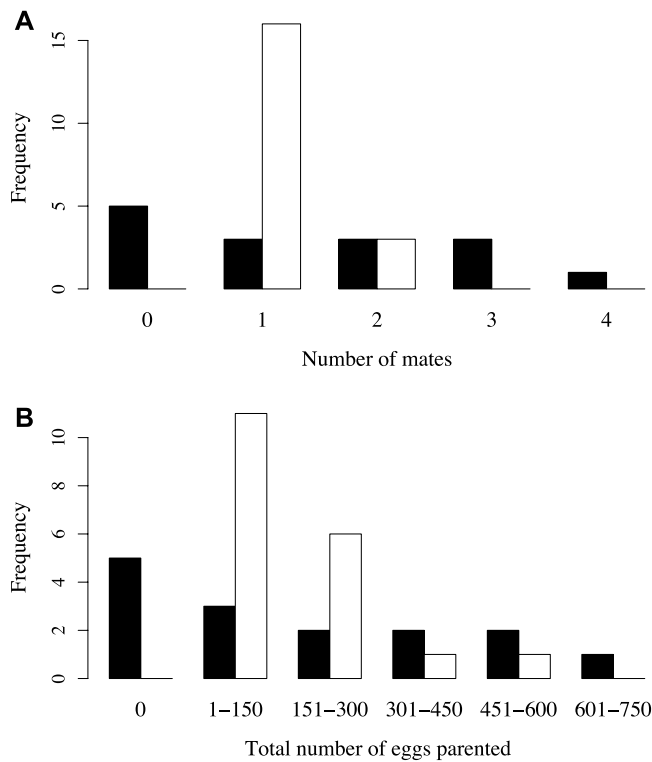 A
Frequency
15
10
5
0
0 1 2 3 4
Number of mates
B
Frequency
10
8
6
4
2
0
0 1−150 151−300 301−450 451−600 601−750
Total number of eggs parented